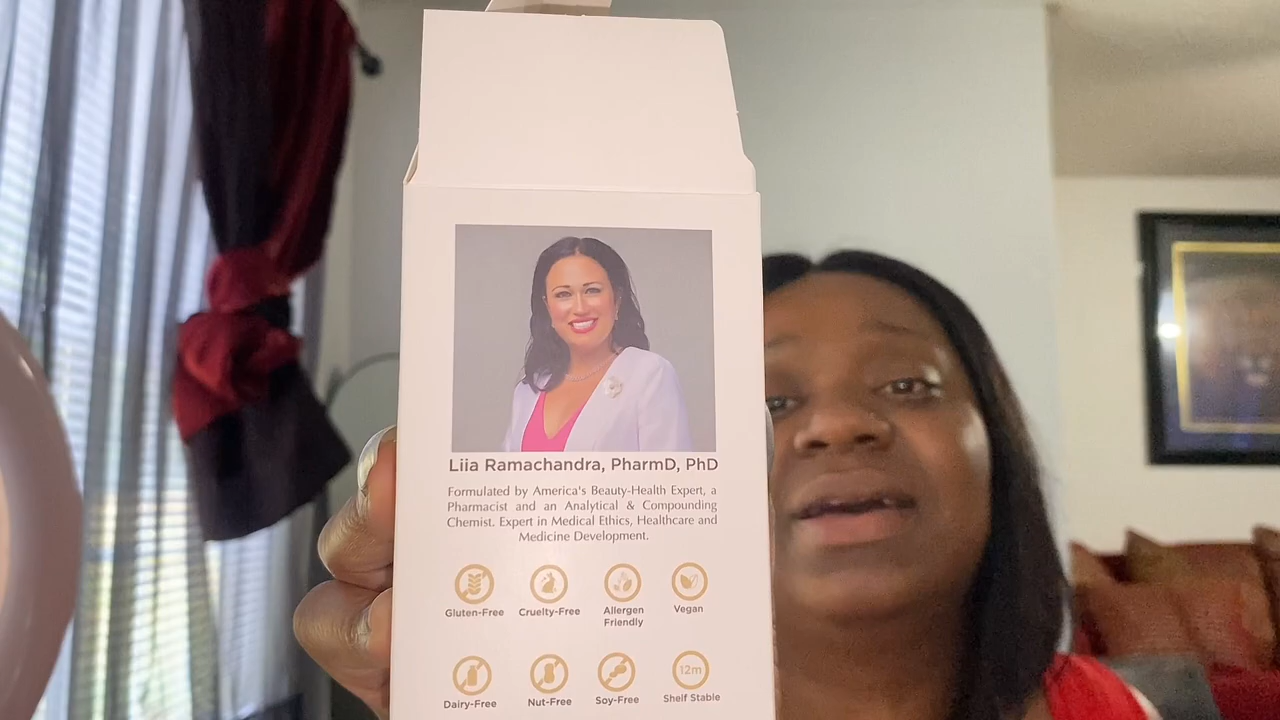 Liia Ramachandra, PharmD, PhD
Formulated by America's Beauty-Health Expert, a
Pharmacist and an Analytical & Compounding
Chemist. Expert in Medical Ethics, Healthcare and
Medicine Development.
Gluten-Free Cruelty-Free Allergen Friendly Vegan
12m
Dairy-Free Nut-Free Soy-Free Shelf Stable